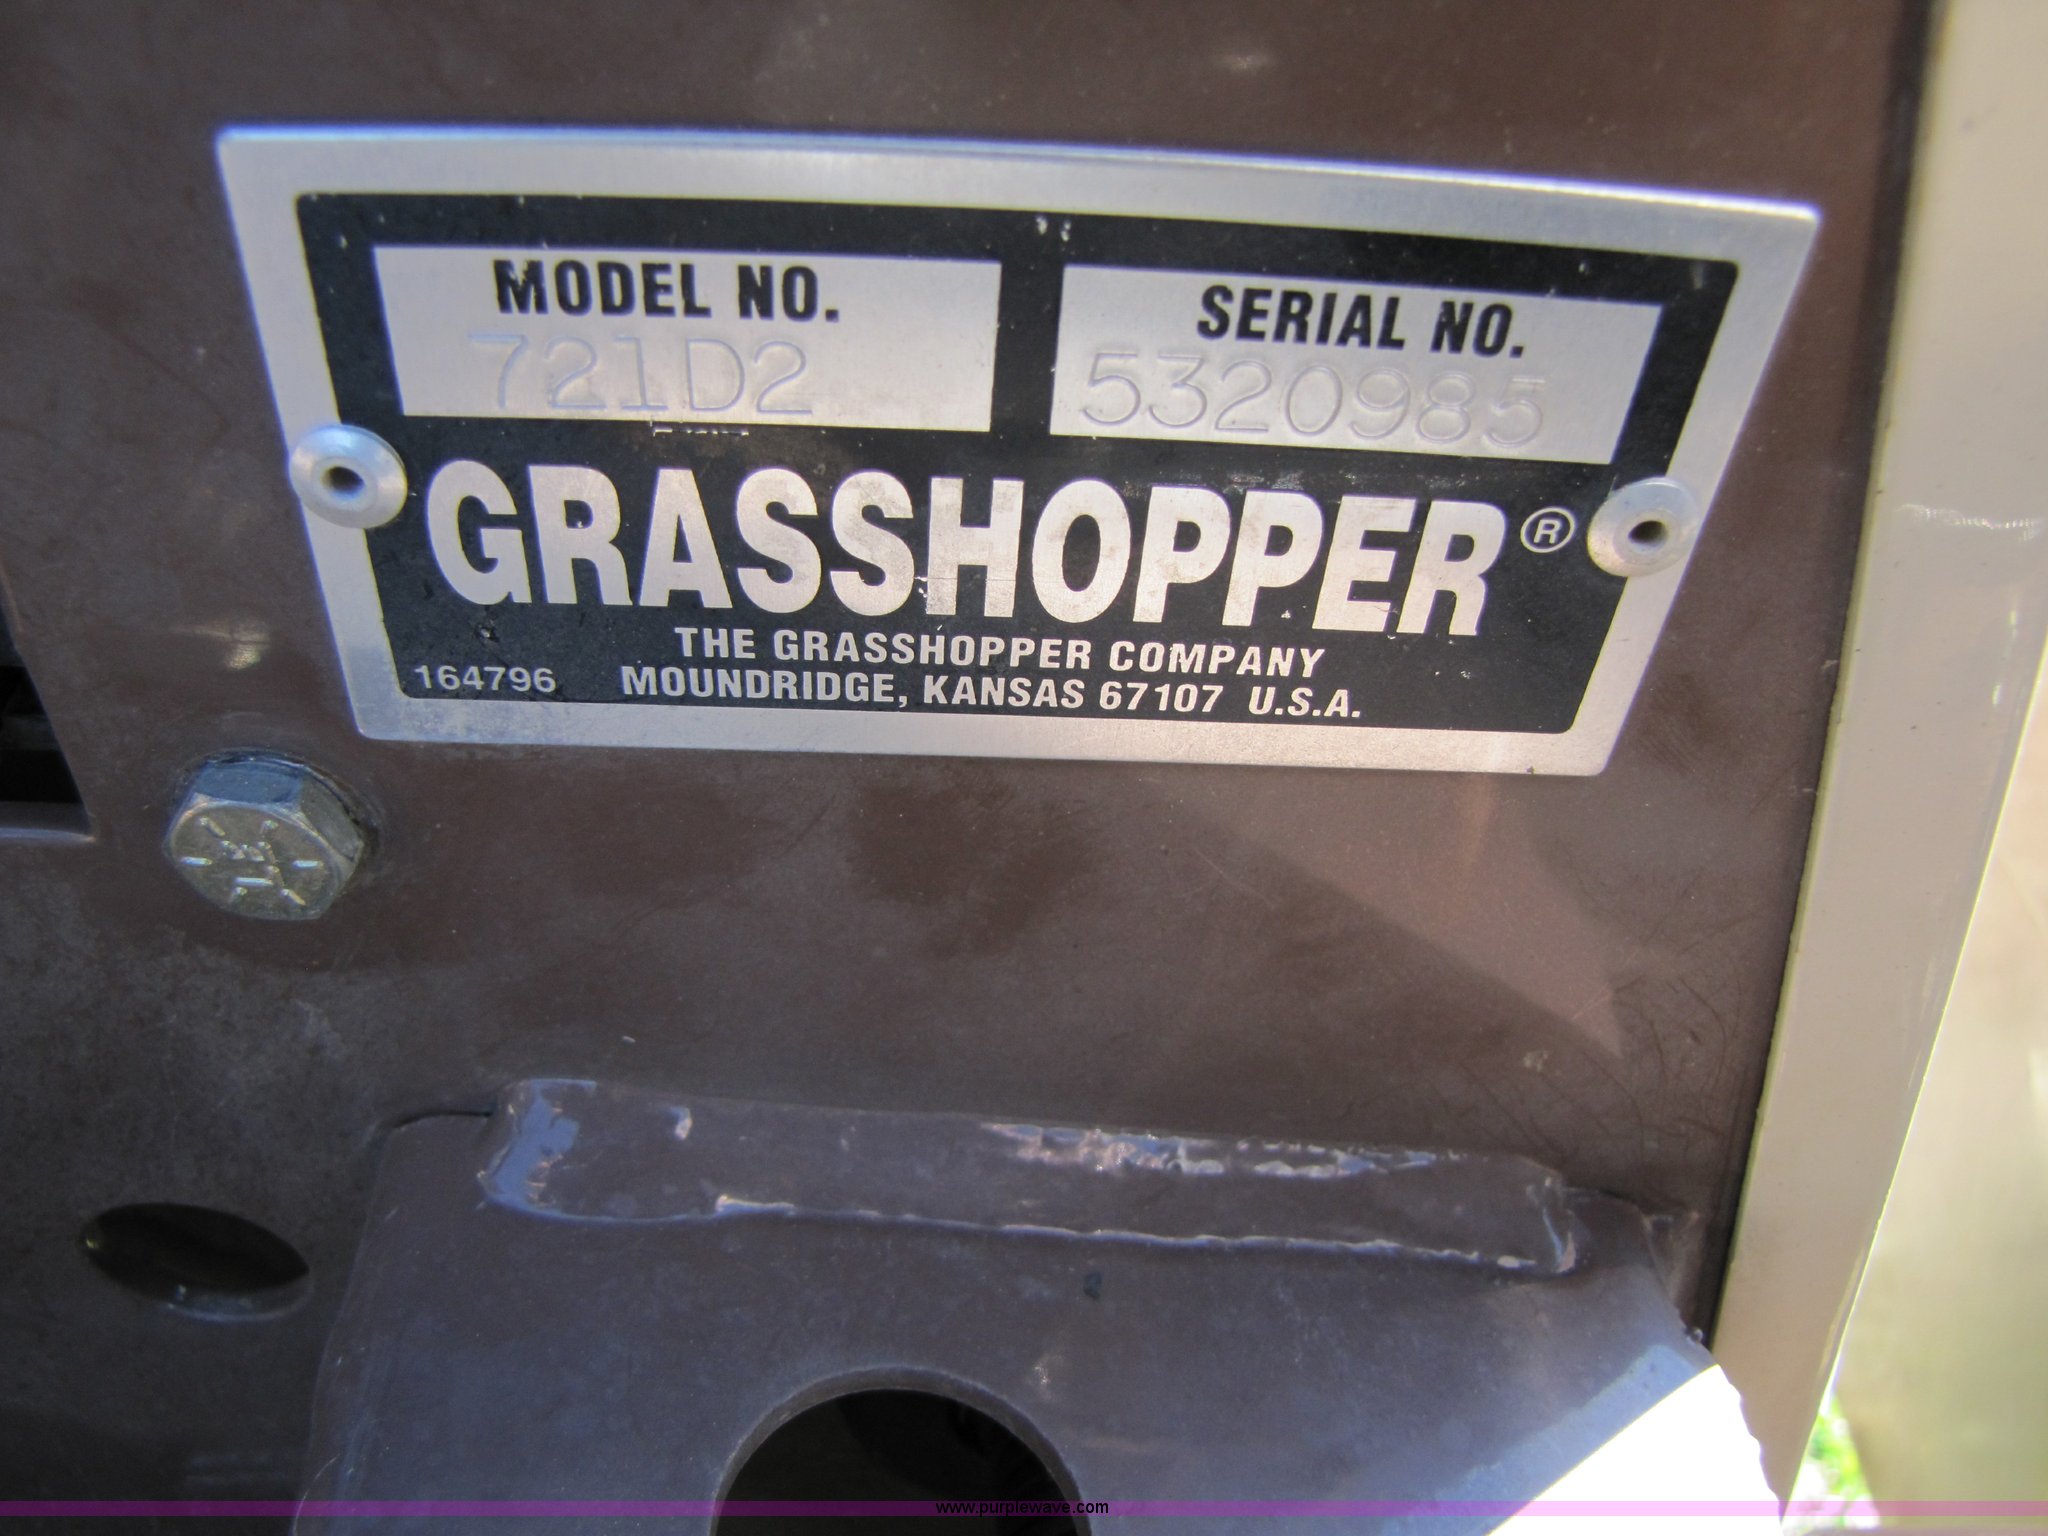 MODEL NO.
721D2
SERIAL NO.
5320985
GRASSHOPPER®
THE GRASSHOPPER COMPANY
164796 MOUNDRIDGE, KANSAS 67107 U.S.A.
www.purplewave.com